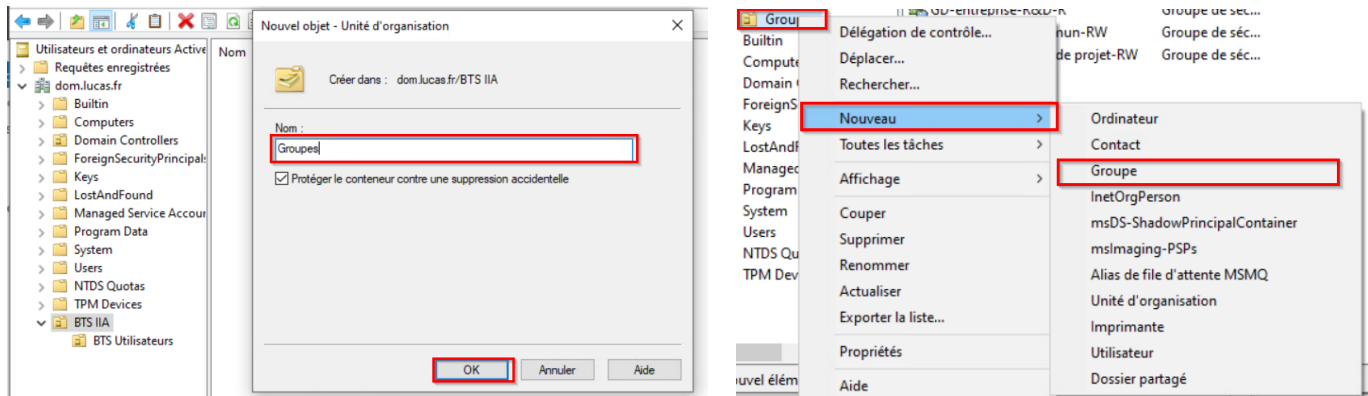 Nouvel objet - Unité d'organisation
Utilisateurs et ordinateurs Active
Requêtes enregistrées
dom.lucas.fr
Builtin
Computers
Domain Controllers
ForeignSecurityPrincipals
Keys
LostAndFound
Managed Service Accour
Program Data
System
Users
NTDS Quotas
TPM Devices
BTS IIA
BTS Utilisateurs
Nom
Créer dans : dom.lucas.fr/BTS IIA
Nom :
Groupes
Protéger le conteneur contre une suppression accidentelle
OK Annuler Aide
Group
Builtin
Compute
Domain
ForeignS
Keys
LostAndF
Managed
Program
System
Users
NTDS Qu
TPM Dev
GD-entreprise-R&D-R Groupe de séc...
mun-RW Groupe de séc...
de projet-RW Groupe de séc...
Délégation de contrôle...
Déplacer...
Rechercher...
Nouveau
Toutes les tâches
Affichage
Couper
Supprimer
Renommer
Actualiser
Exporter la liste...
Propriétés
Aide
Ordinateur
Contact
Groupe
InetOrgPerson
msDS-ShadowPrincipalContainer
msImaging-PSPs
Alias de file d'attente MSMQ
Unité d'organisation
Imprimante
Utilisateur
Dossier partagé
ouvel élém